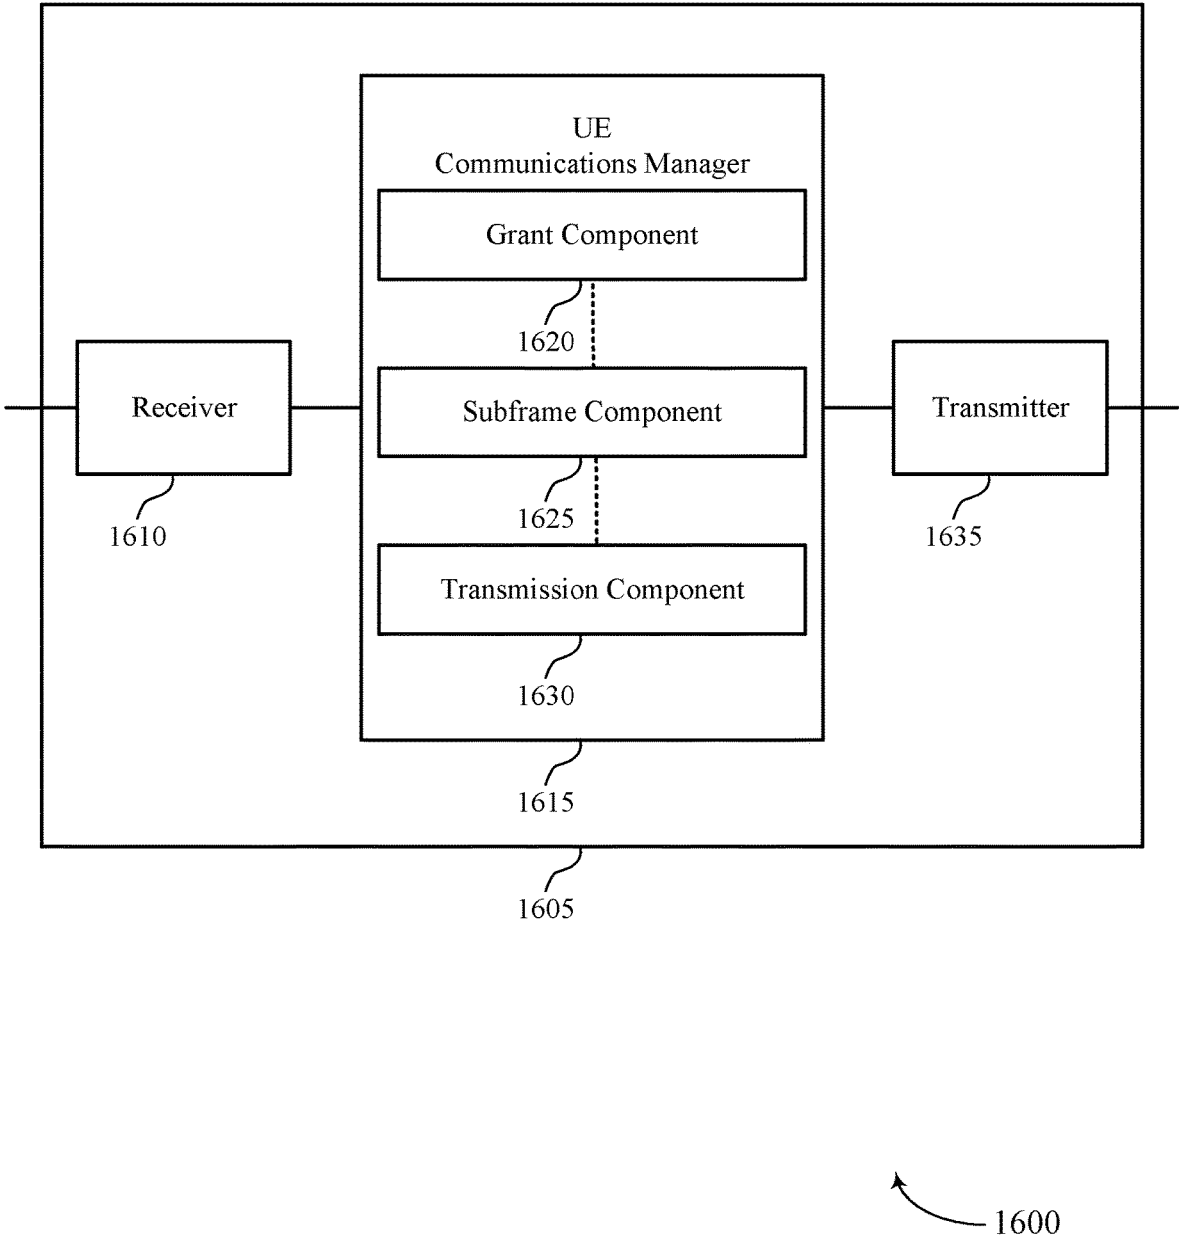 UE
Communications Manager
Grant Component
1620
Receiver
1610
Subframe Component
1625
Transmitter
1635
Transmission Component
1630
1615
1605
1600